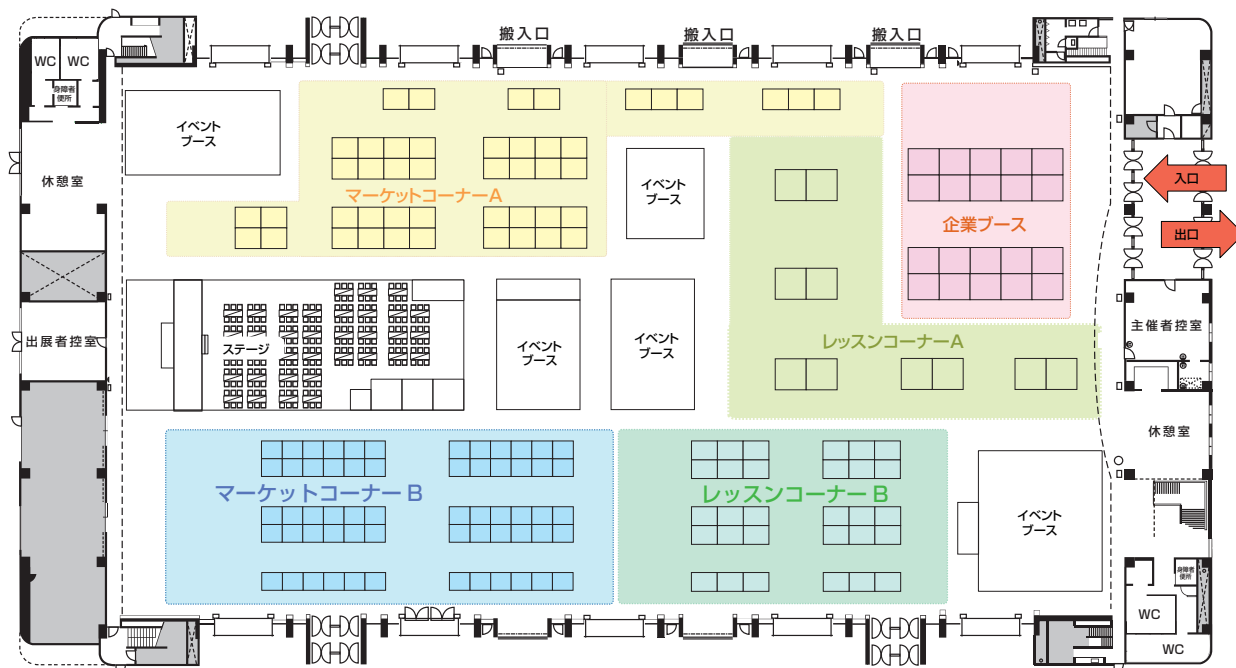 搬入口
搬入口
搬入口
WC
WC
身障者
便所
イベント
ブース
休憩室
マーケットコーナーA
イベント
ブース
企業ブース
入口
出口
出展者控室
ステージ
イベント
ブース
イベント
ブース
レッスンコーナーA
主催者控室
休憩室
マーケットコーナー B
レッスンコーナー B
イベント
ブース
身障者
便所
WC
WC